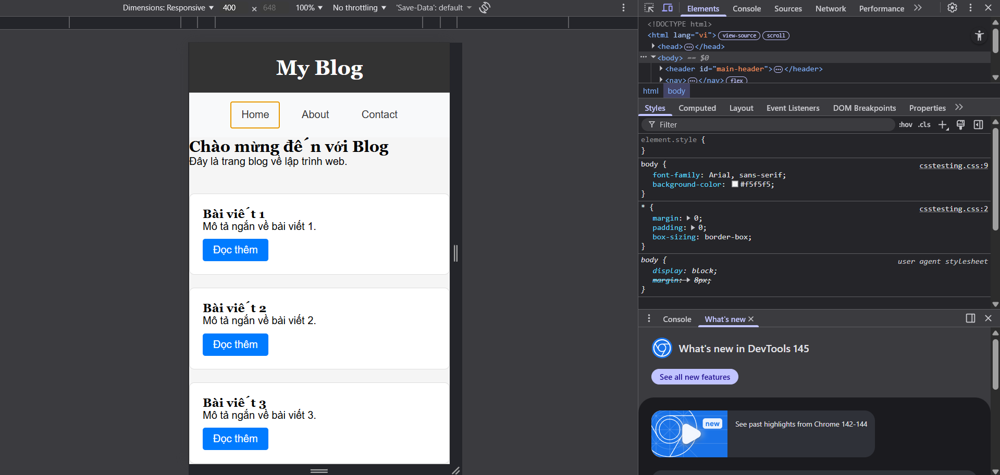 Dimensions: Responsive ▼ 400 × 648 100% ▼ No throttling ▼ 'Save-Data': default ▼
Elements Console Sources Network Performance
<!DOCTYPE html>
<html lang="vi"> view-source scroll
<head> ⋯ </head>
⋯ <body> == $0
<header id="main-header"> ⋯ </header>
<nav> ⋯ </nav> flex
html body
Styles Computed Layout Event Listeners DOM Breakpoints Properties
Filter :hov .cls
element.style {
}
body { csstesting.css:9
font-family: Arial, sans-serif;
background-color: #f5f5f5;
}
* { csstesting.css:2
margin: 0;
padding: 0;
box-sizing: border-box;
}
body { user agent stylesheet
display: block;
margin: 8px;
}
Console What's new
What's new in DevTools 145
See all new features
new
See past highlights from Chrome 142-144
My Blog
Home About Contact
Chào mừng đến với Blog
Đây là trang blog về lập trình web.
Bài viết 1
Mô tả ngắn về bài viết 1.
Đọc thêm
Bài viết 2
Mô tả ngắn về bài viết 2.
Đọc thêm
Bài viết 3
Mô tả ngắn về bài viết 3.
Đọc thêm